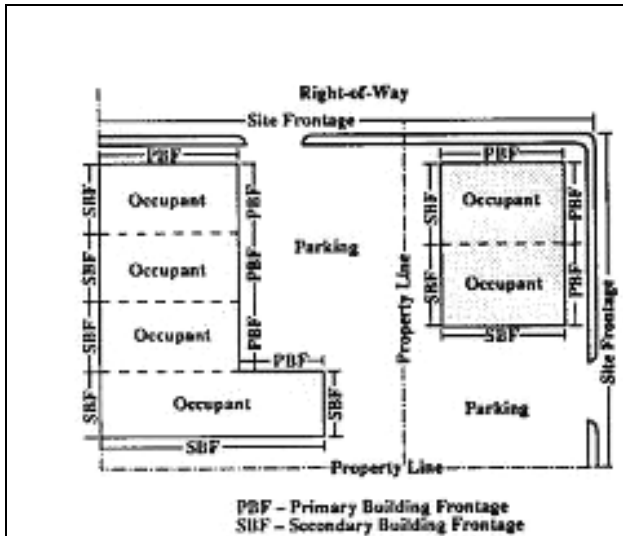 Right-of-Way
Site Frontage
PBF
PBF
SBF
Occupant
PBF
SBF
Occupant
PBF
Parking
SBF
Occupant
PBF
SBF
Occupant
PBF
SBF
Occupant
PBF
SBF
Property Line
Site Frontage
PBF
SBF
Occupant
SBF
Parking
SBF
Property Line
PBF – Primary Building Frontage
SBF – Secondary Building Frontage